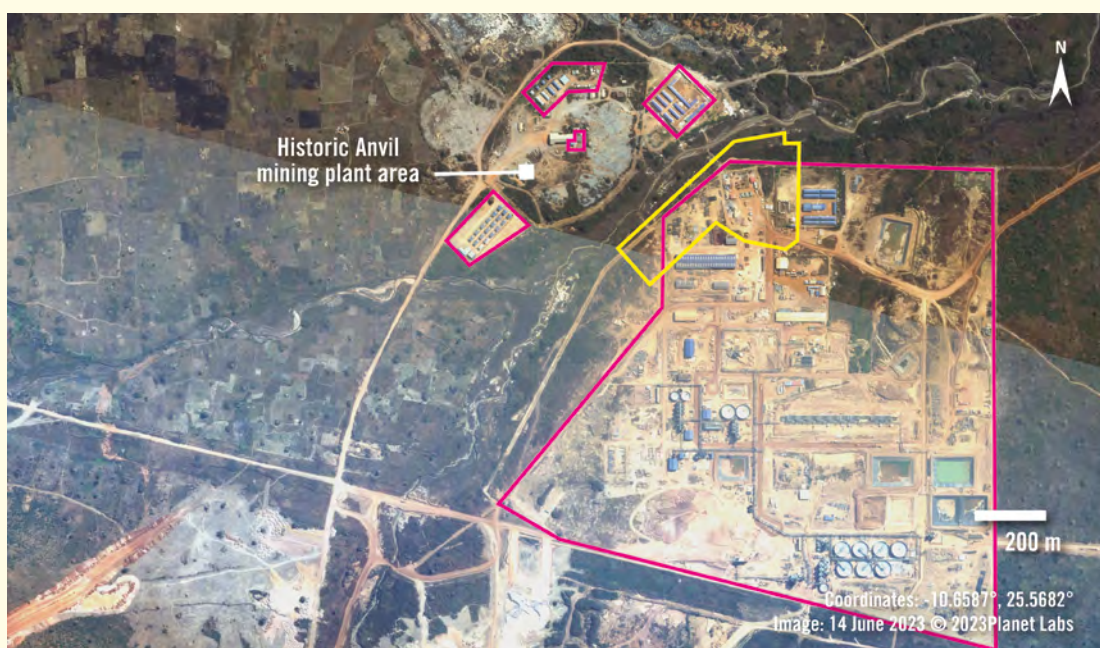 N
Historic Anvil
mining plant area
200 m
Coordinates: -10.6587°, 25.5682°
Image: 14 June 2023 © 2023Planet Labs